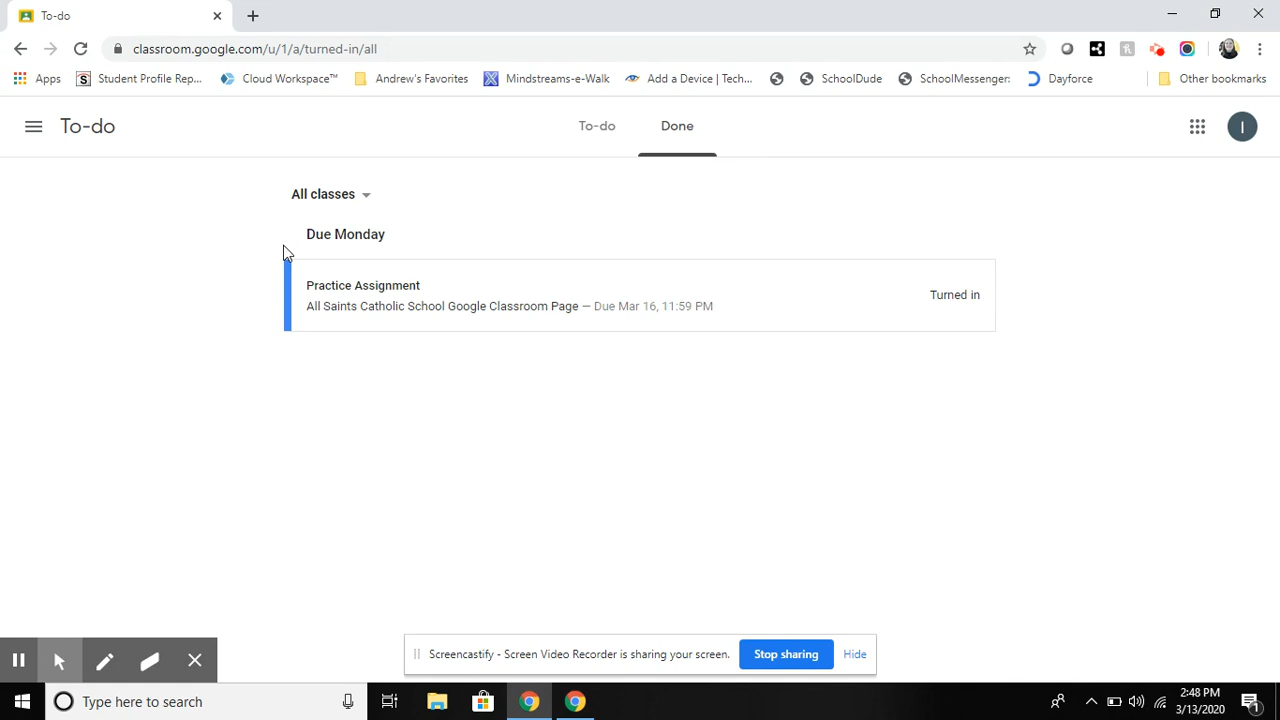 To-do
classroom.google.com/u/1/a/turned-in/all
Apps
Student Profile Rep...
Cloud Workspace™
Andrew's Favorites
Mindstreams-e-Walk
Add a Device | Tech...
SchoolDude
SchoolMessenger:
Dayforce
Other bookmarks
To-do
To-do
Done
I
All classes
Due Monday
Practice Assignment
All Saints Catholic School Google Classroom Page — Due Mar 16, 11:59 PM
Turned in
Screencastify - Screen Video Recorder is sharing your screen.
Stop sharing
Hide
Type here to search
2:48 PM
3/13/2020
1